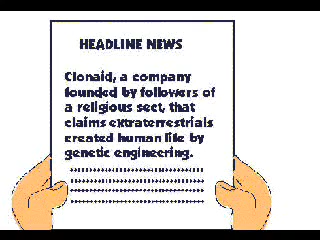 HEADLINE NEWS
Clonaid, a company
founded by followers of
a religious sect, that
claims extraterrestrials
created human life by
genetic engineering.